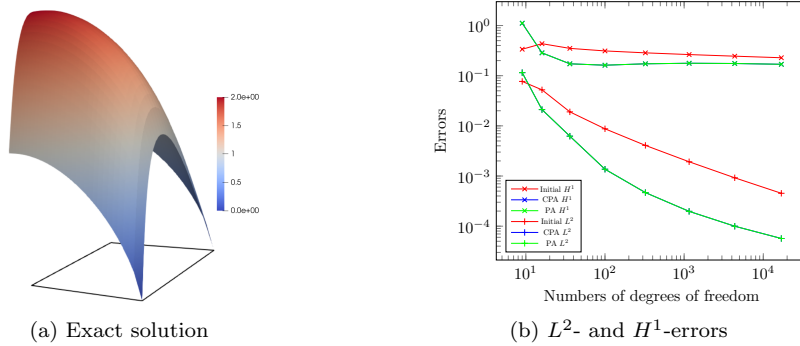 2.0e+00
1.5
1
0.5
0.0e+00
(a) Exact solution
10^0
10^-1
10^-2
10^-3
10^-4
Errors
Initial H^1
CPA H^1
PA H^1
Initial L^2
CPA L^2
PA L^2
10^1
10^2
10^3
10^4
Numbers of degrees of freedom
(b) L^2- and H^1-errors